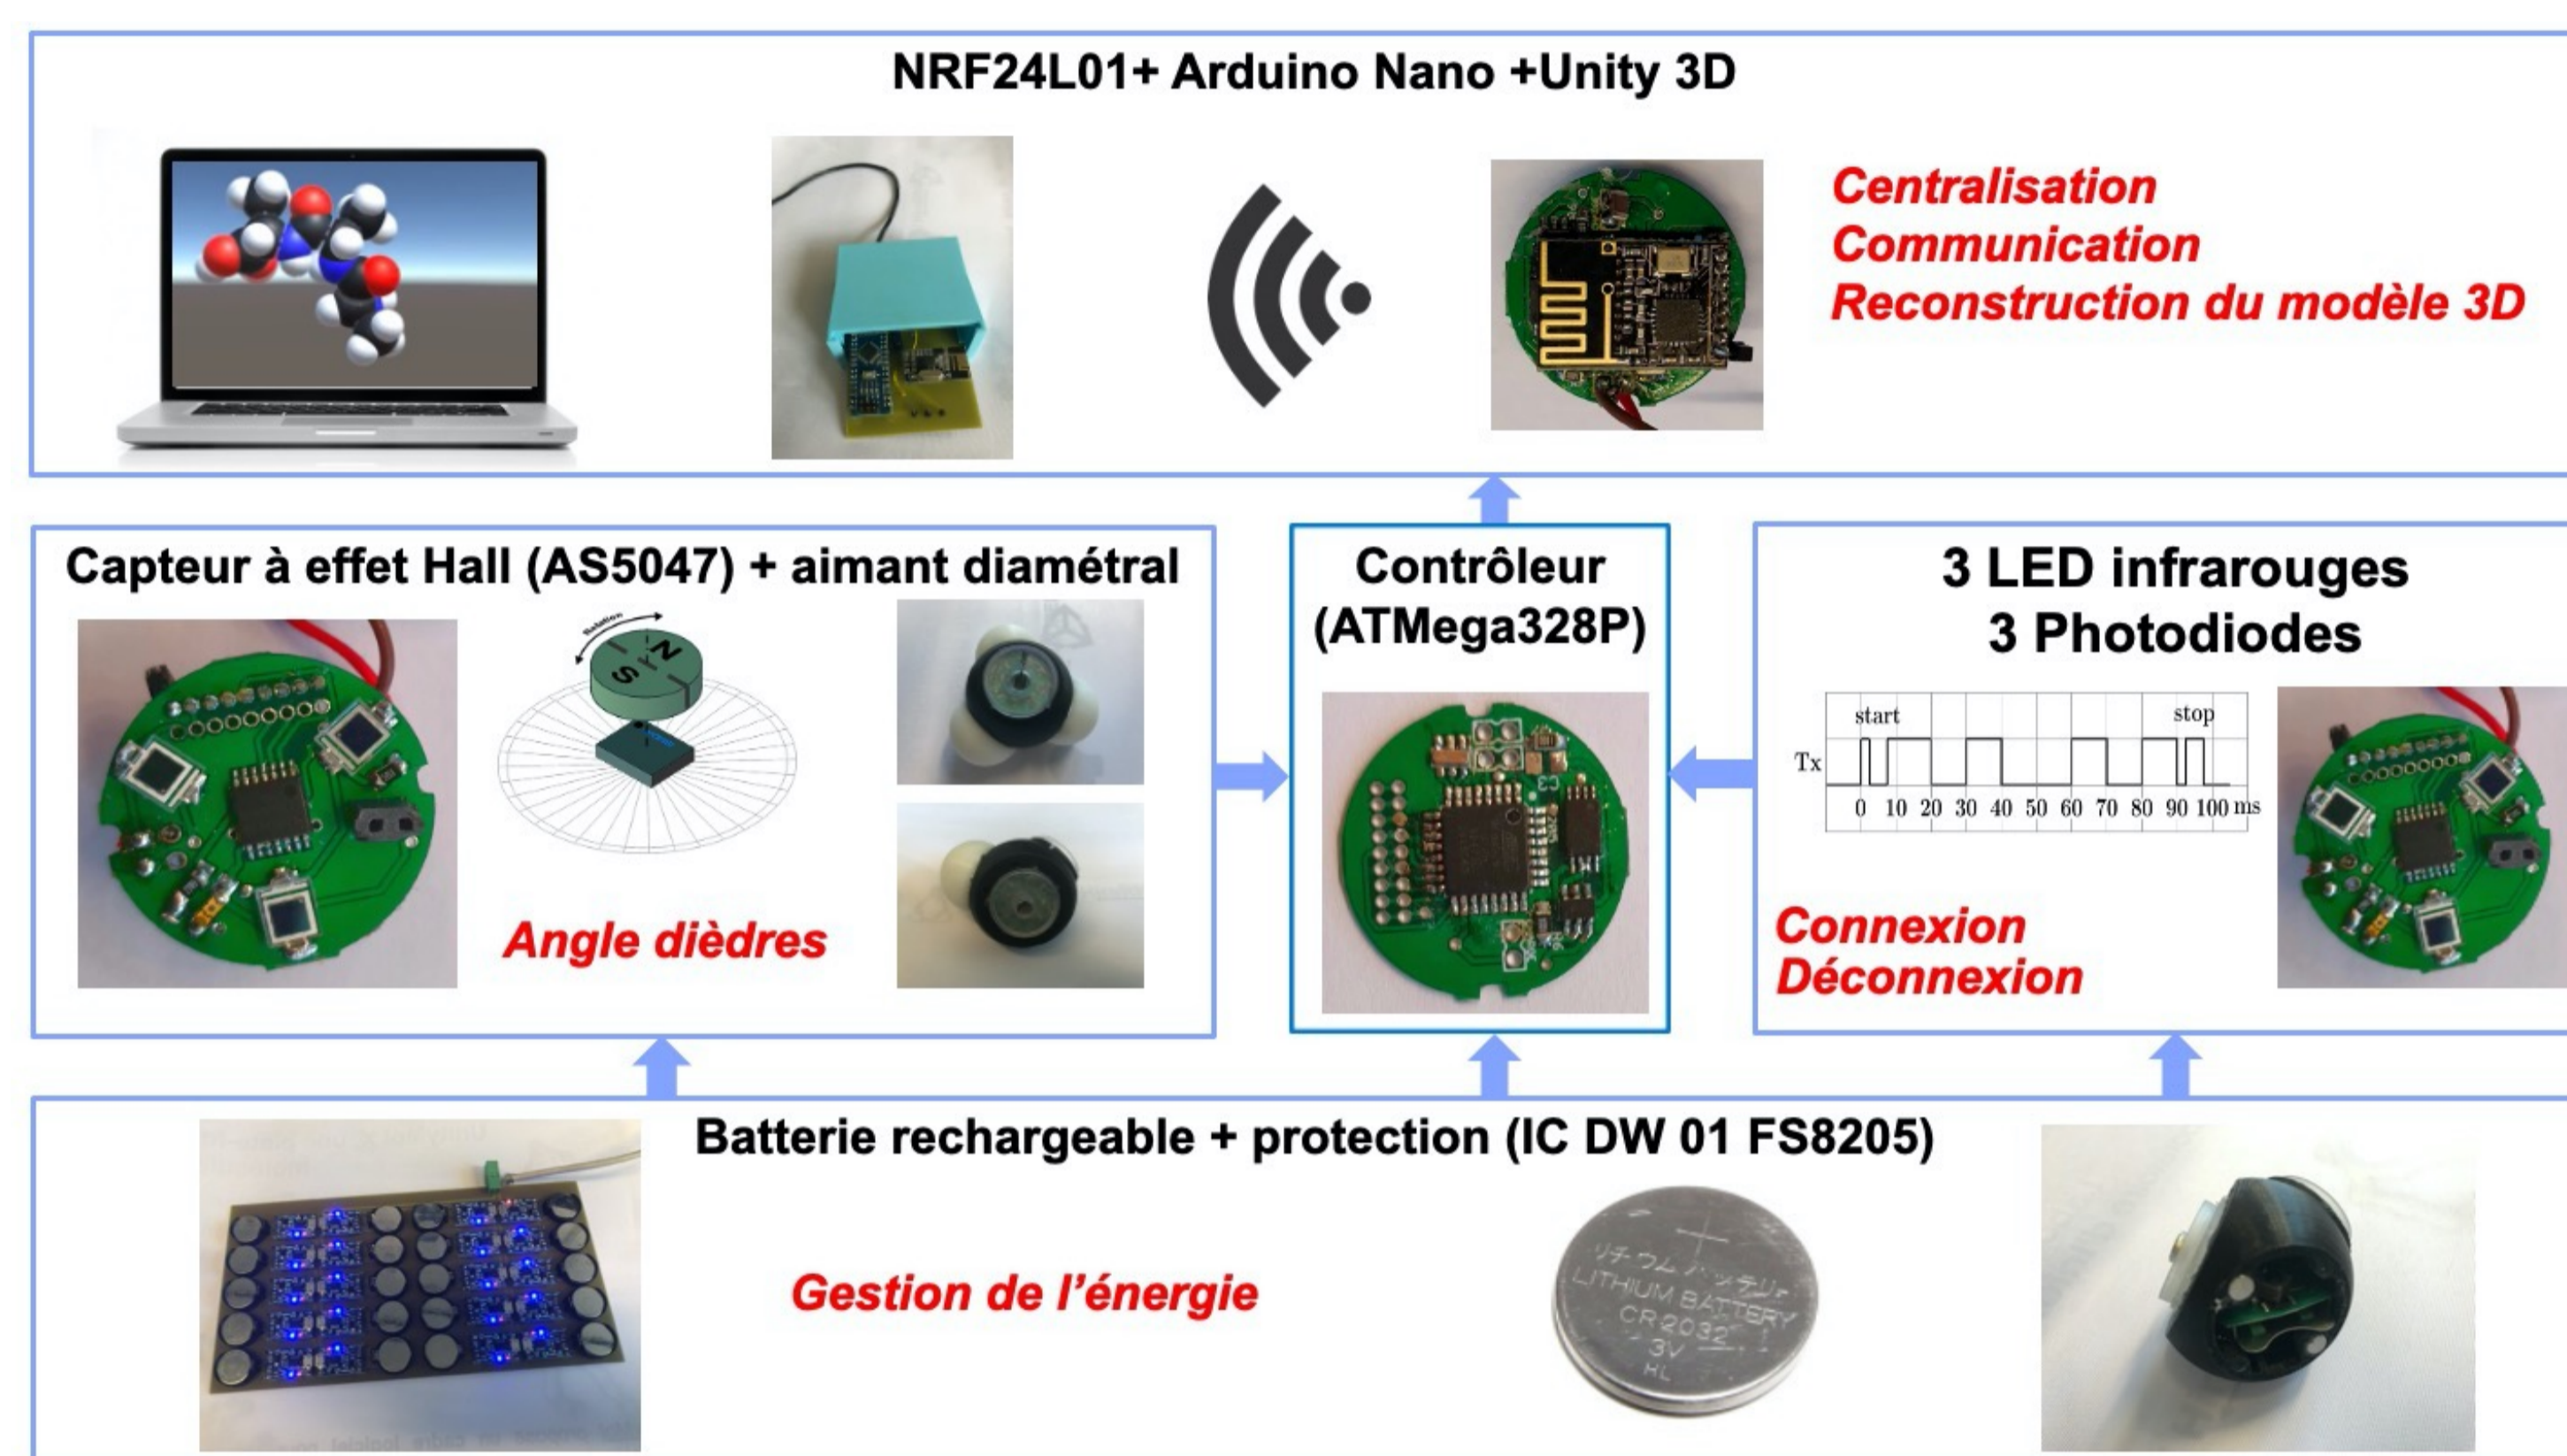 NRF24L01+ Arduino Nano +Unity 3D
Centralisation
Communication
Reconstruction du modèle 3D
Capteur à effet Hall (AS5047) + aimant diamétral
Rotation
N
S
Angle dièdres
Contrôleur
(ATMega328P)
3 LED infrarouges
3 Photodiodes
start
stop
Tx
0 10 20 30 40 50 60 70 80 90 100 ms
Connexion
Déconnexion
Batterie rechargeable + protection (IC DW 01 FS8205)
Gestion de l’énergie
LITHIUM BATTERY
CR2032
3V